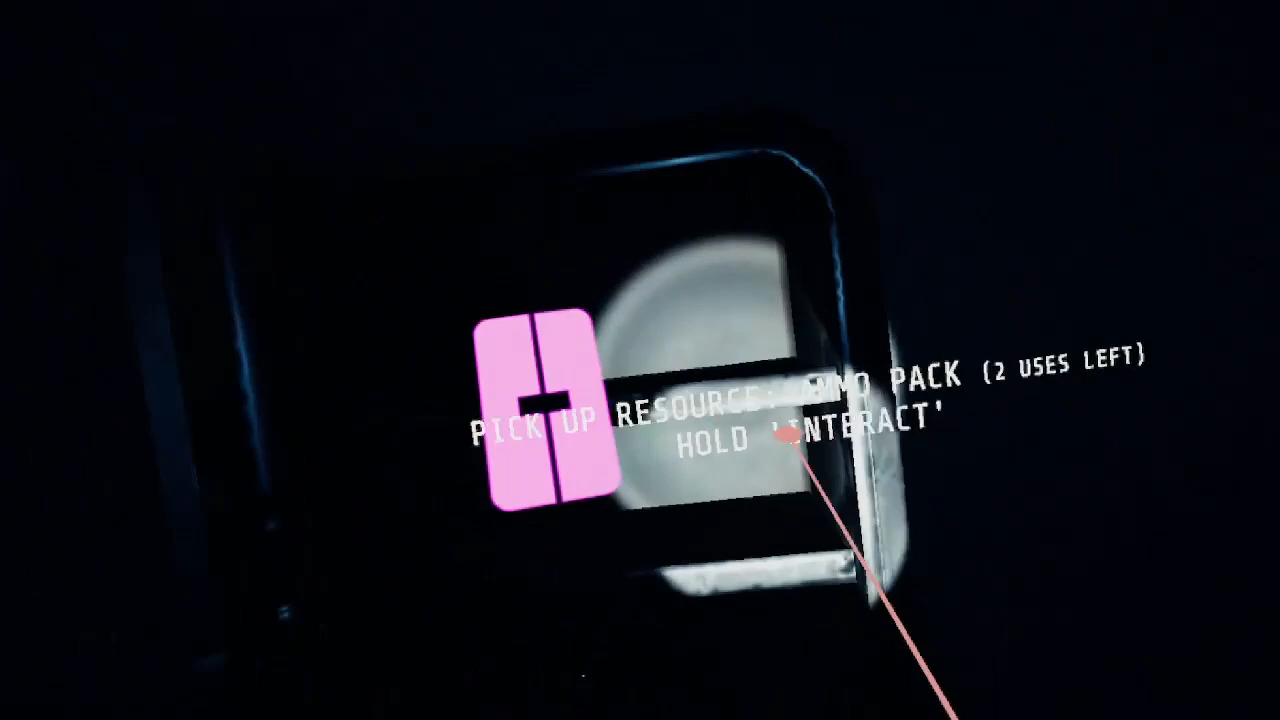 PICK UP RESOURCE: AMMO PACK (2 USES LEFT)
HOLD 'INTERACT'